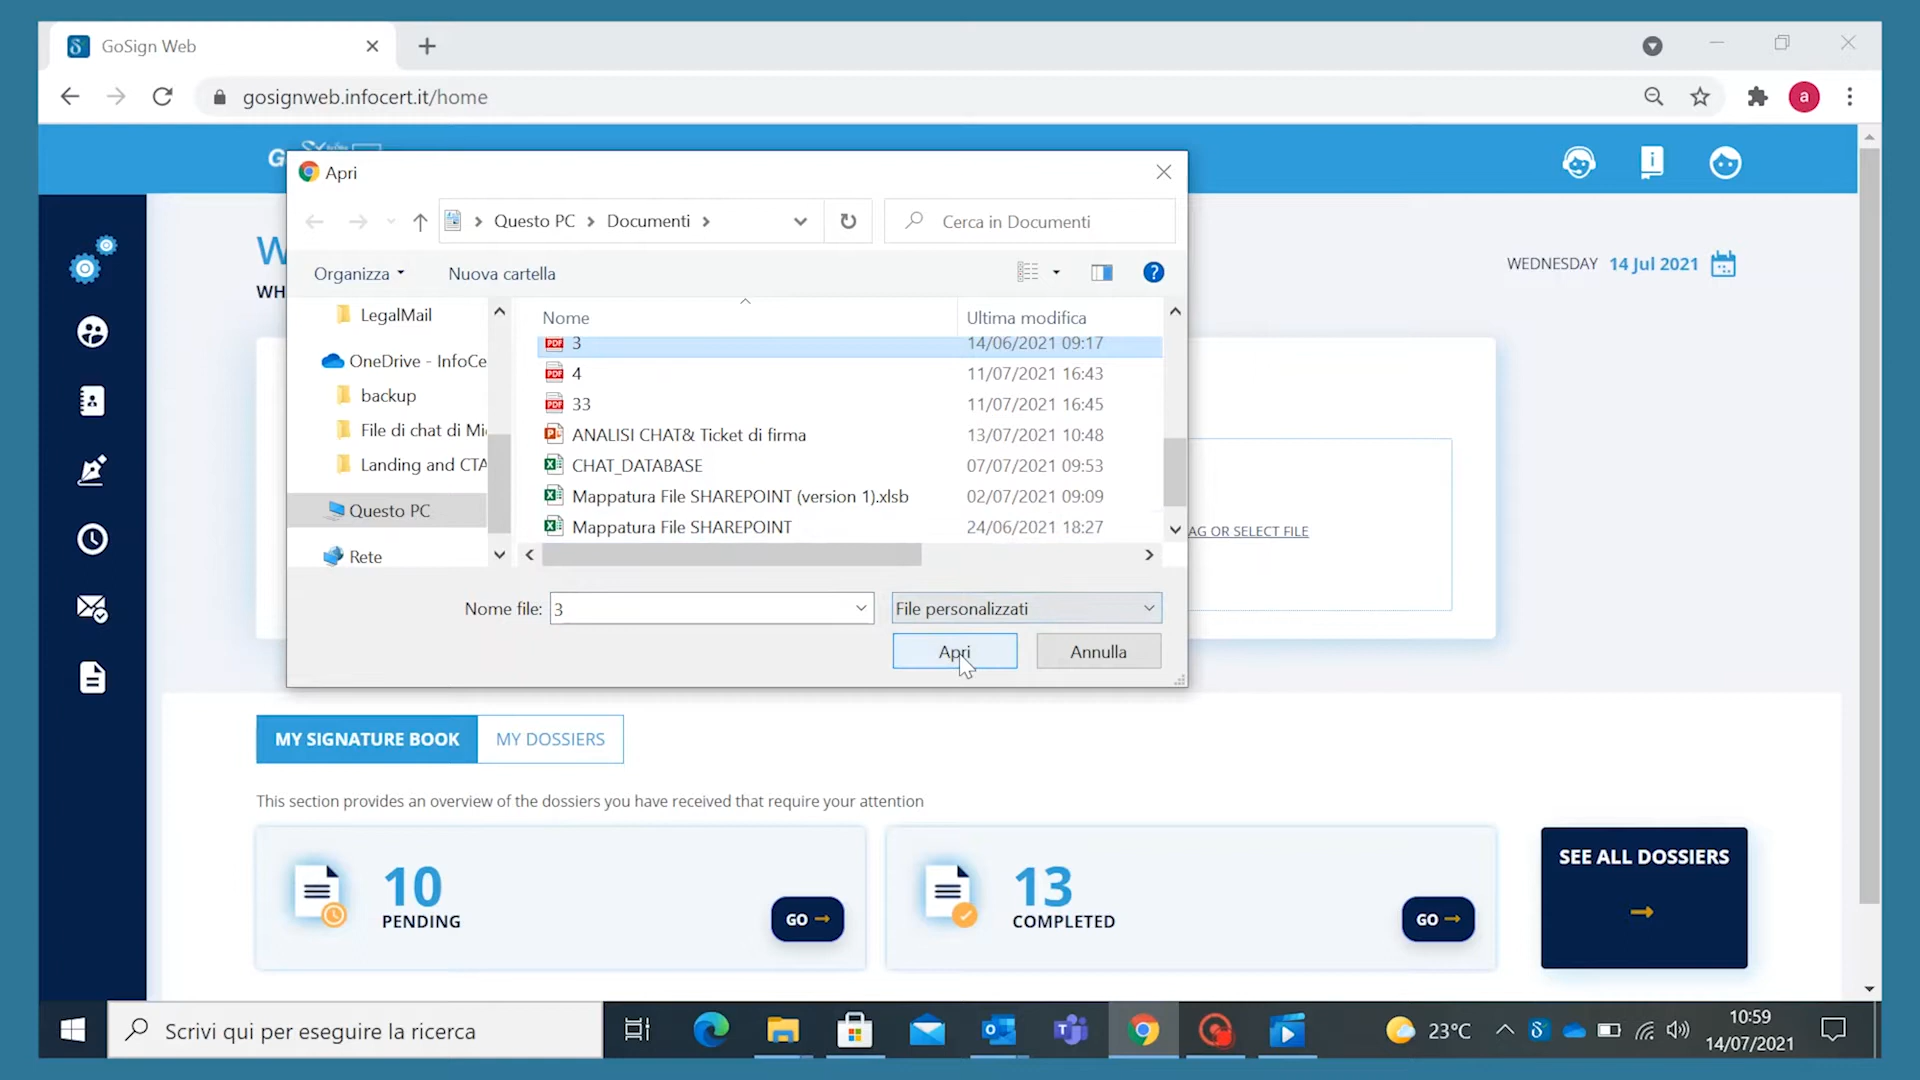 GoSign Web
gosignweb.infocert.it/home
a
Apri
Questo PC
Documenti
Cerca in Documenti
Organizza
Nuova cartella
?
WEDNESDAY 14 Jul 2021
LegalMail
OneDrive - InfoCe
backup
File di chat di Mi
Landing and CTA
Questo PC
Rete
Nome
Ultima modifica
3 14/06/2021 09:17
4 11/07/2021 16:43
33 11/07/2021 16:45
ANALISI CHAT& Ticket di firma 13/07/2021 10:48
CHAT_DATABASE 07/07/2021 09:53
Mappatura File SHAREPOINT (version 1).xlsb 02/07/2021 09:09
Mappatura File SHAREPOINT 24/06/2021 18:27
AG OR SELECT FILE
Nome file: 3
File personalizzati
Apri
Annulla
MY SIGNATURE BOOK
MY DOSSIERS
This section provides an overview of the dossiers you have received that require your attention
10
PENDING
GO
13
COMPLETED
GO
SEE ALL DOSSIERS
Scrivi qui per eseguire la ricerca
23°C
10:59
14/07/2021